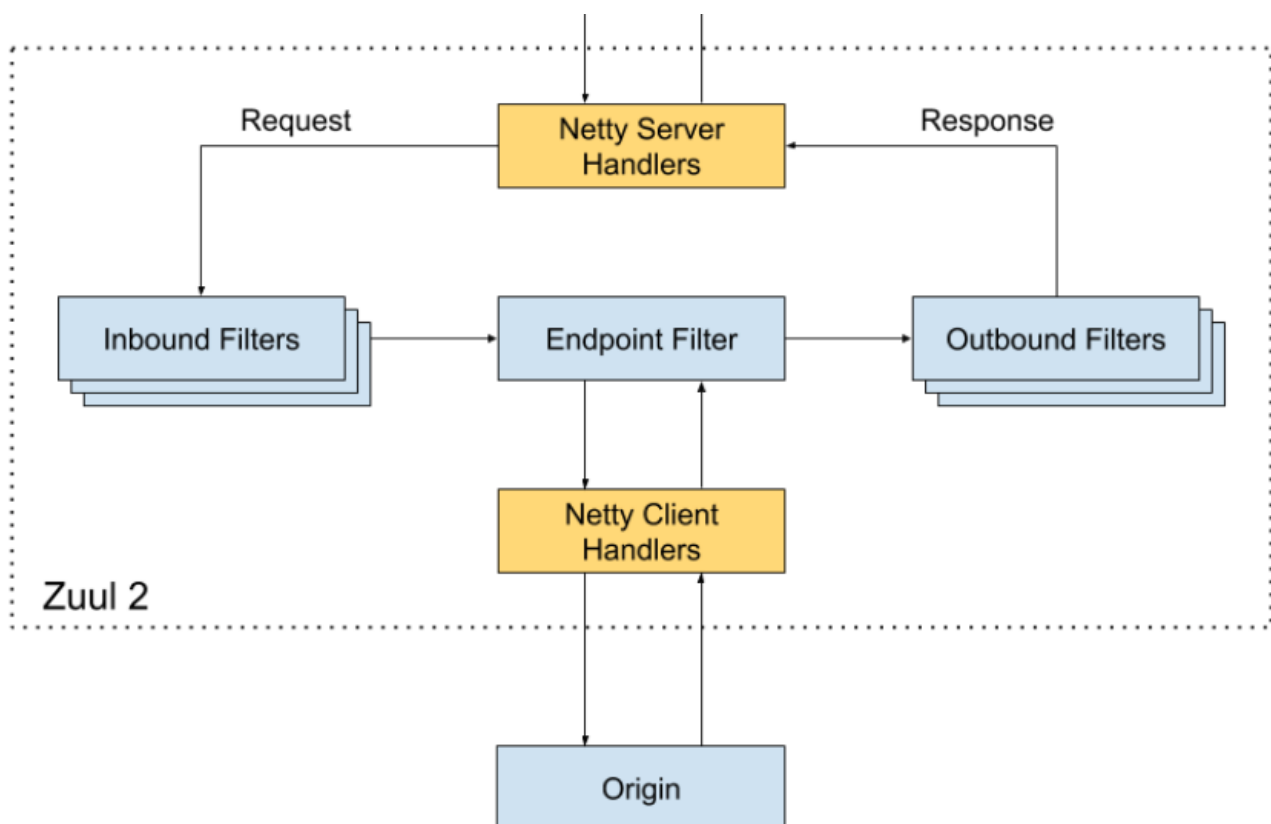 Request
Netty Server
Handlers
Response
Inbound Filters
Endpoint Filter
Outbound Filters
Netty Client
Handlers
Zuul 2
Origin